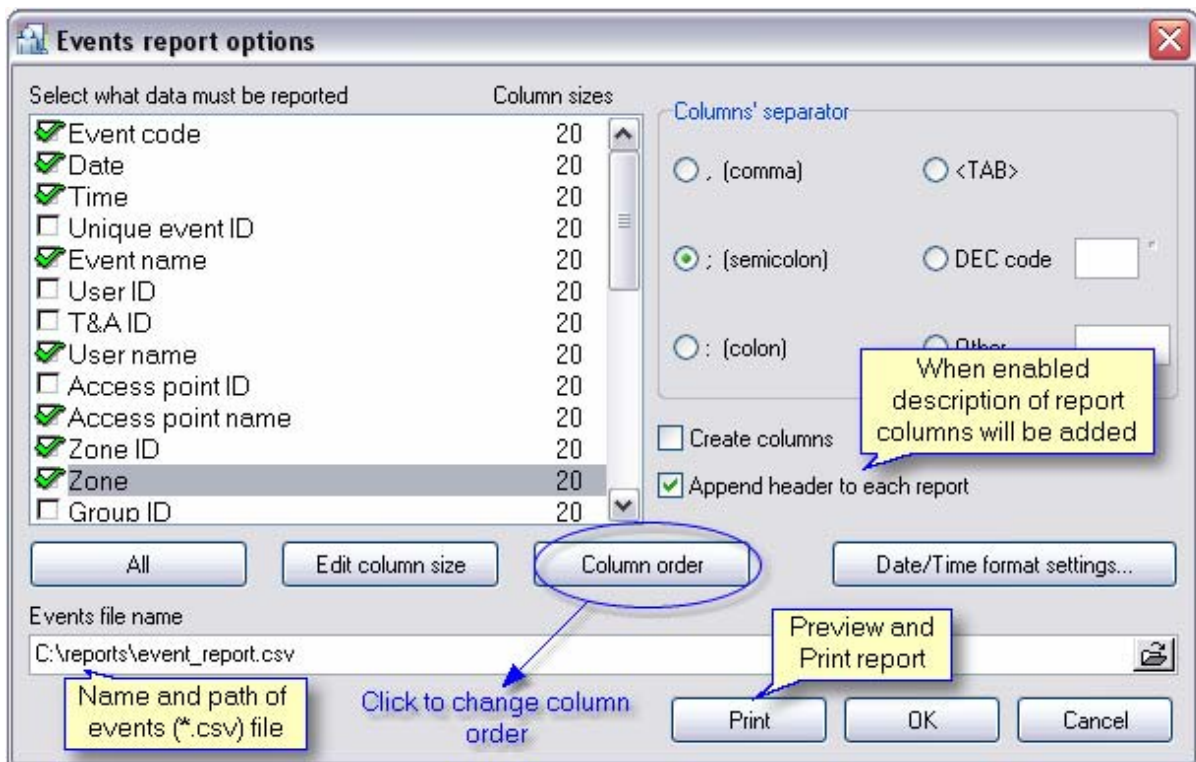 Events report options
Select what data must be reported
Column sizes
Event code 20
Date 20
Time 20
Unique event ID 20
Event name 20
User ID 20
T&A ID 20
User name 20
Access point ID 20
Access point name 20
Zone ID 20
Zone 20
Group ID 20
Columns' separator
, (comma)
<TAB>
; (semicolon)
DEC code
: (colon)
Other
When enabled
description of report
columns will be added
Create columns
Append header to each report
All
Edit column size
Column order
Date/Time format settings...
Events file name
C:\reports\event_report.csv
Name and path of
events (*.csv) file
Click to change column
order
Preview and
Print report
Print
OK
Cancel